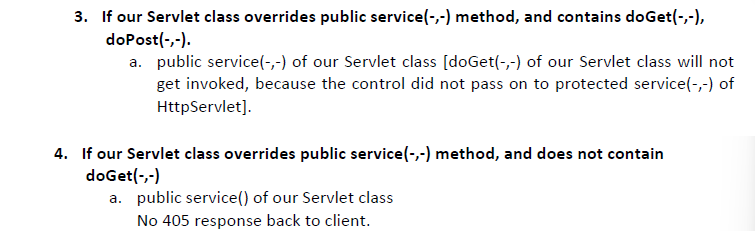 3. If our Servlet class overrides public service(-,-) method, and contains doGet(-,-),
doPost(-,-).
a. public service(-,-) of our Servlet class [doGet(-,-) of our Servlet class will not
get invoked, because the control did not pass on to protected service(-,-) of
HttpServlet].
4. If our Servlet class overrides public service(-,-) method, and does not contain
doGet(-,-)
a. public service() of our Servlet class
No 405 response back to client.